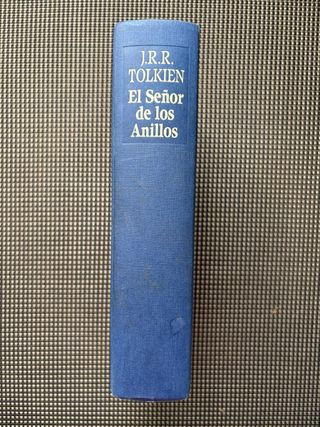 J.R.R.
TOLKIEN
El Señor
de los
Anillos